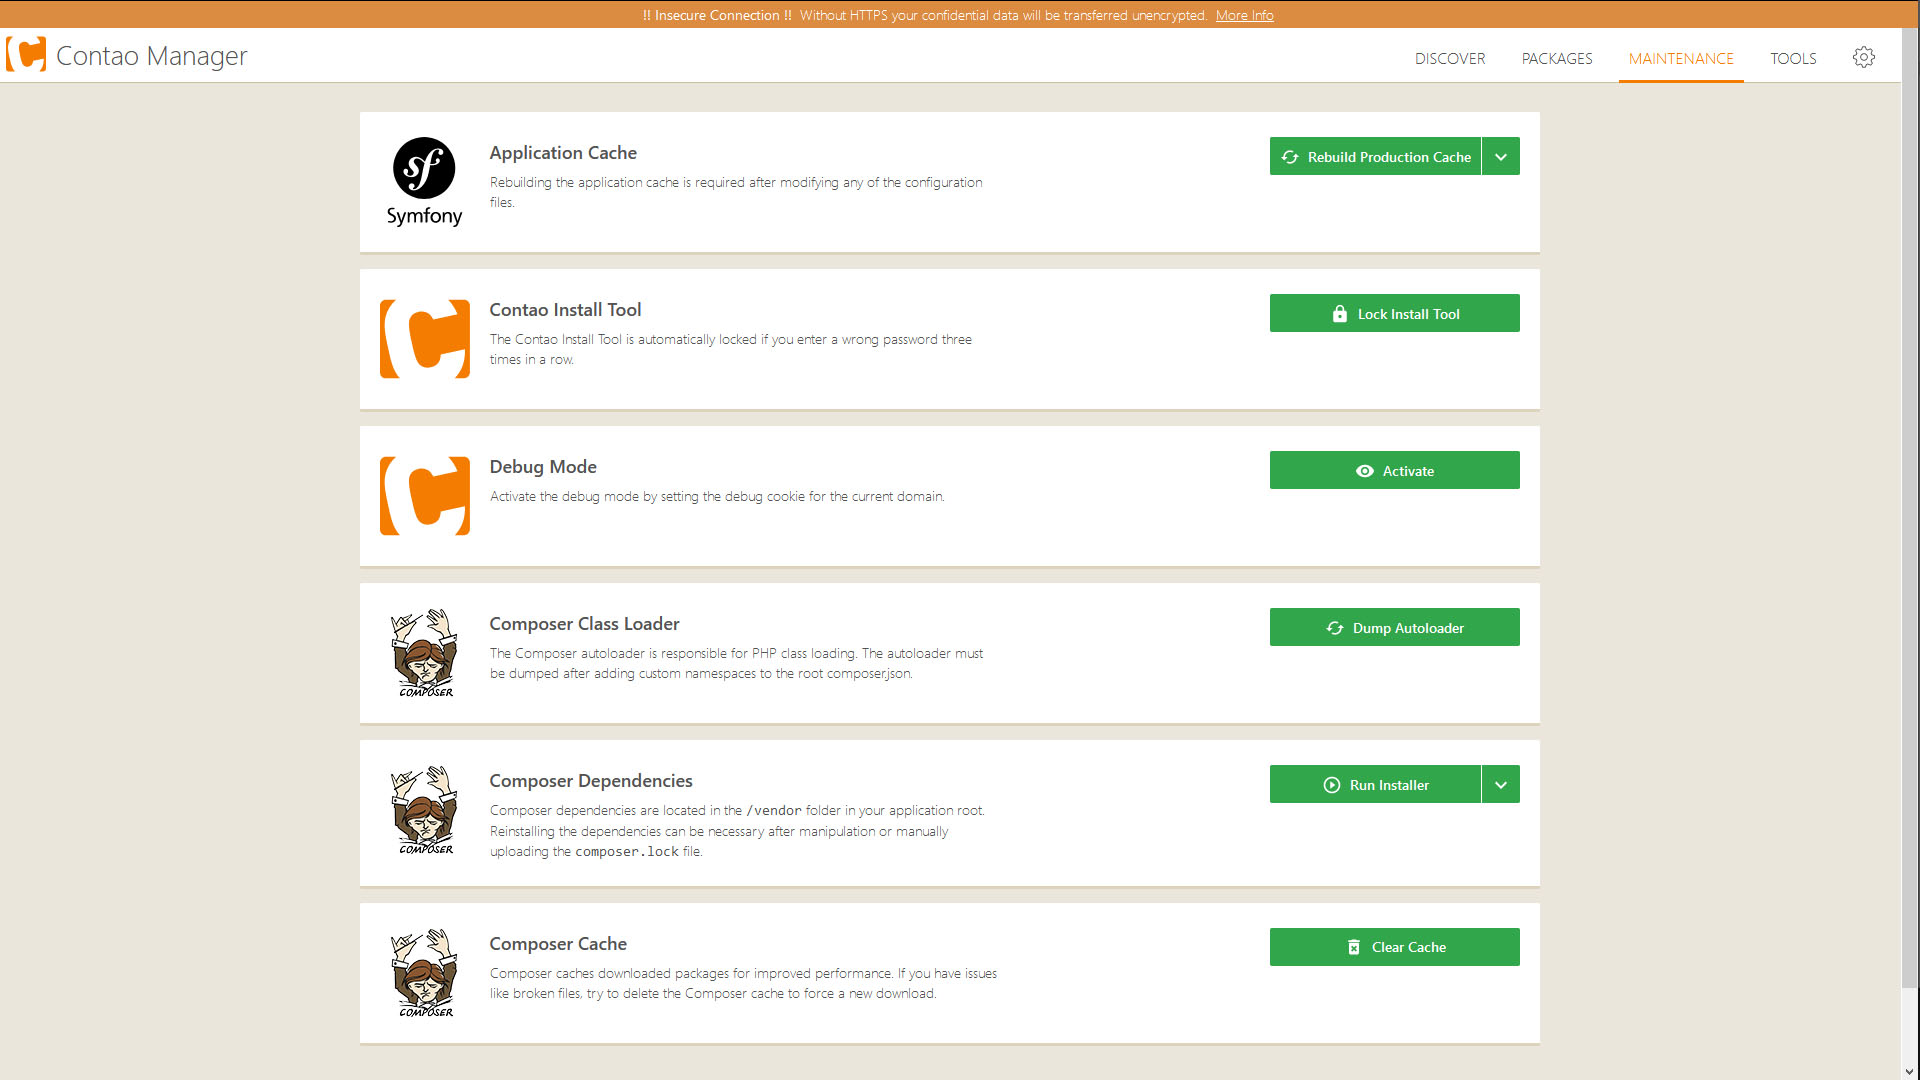 !! Insecure Connection !! Without HTTPS your confidential data will be transferred unencrypted. More Info
Contao Manager
DISCOVER PACKAGES MAINTENANCE TOOLS
Symfony
Application Cache
Rebuilding the application cache is required after modifying any of the configuration
files.
Rebuild Production Cache
Contao Install Tool
The Contao Install Tool is automatically locked if you enter a wrong password three
times in a row.
Lock Install Tool
Debug Mode
Activate the debug mode by setting the debug cookie for the current domain.
Activate
COMPOSER
Composer Class Loader
The Composer autoloader is responsible for PHP class loading. The autoloader must
be dumped after adding custom namespaces to the root composer.json.
Dump Autoloader
COMPOSER
Composer Dependencies
Composer dependencies are located in the /vendor folder in your application root.
Reinstalling the dependencies can be necessary after manipulation or manually
uploading the composer.lock file.
Run Installer
COMPOSER
Composer Cache
Composer caches downloaded packages for improved performance. If you have issues
like broken files, try to delete the Composer cache to force a new download.
Clear Cache